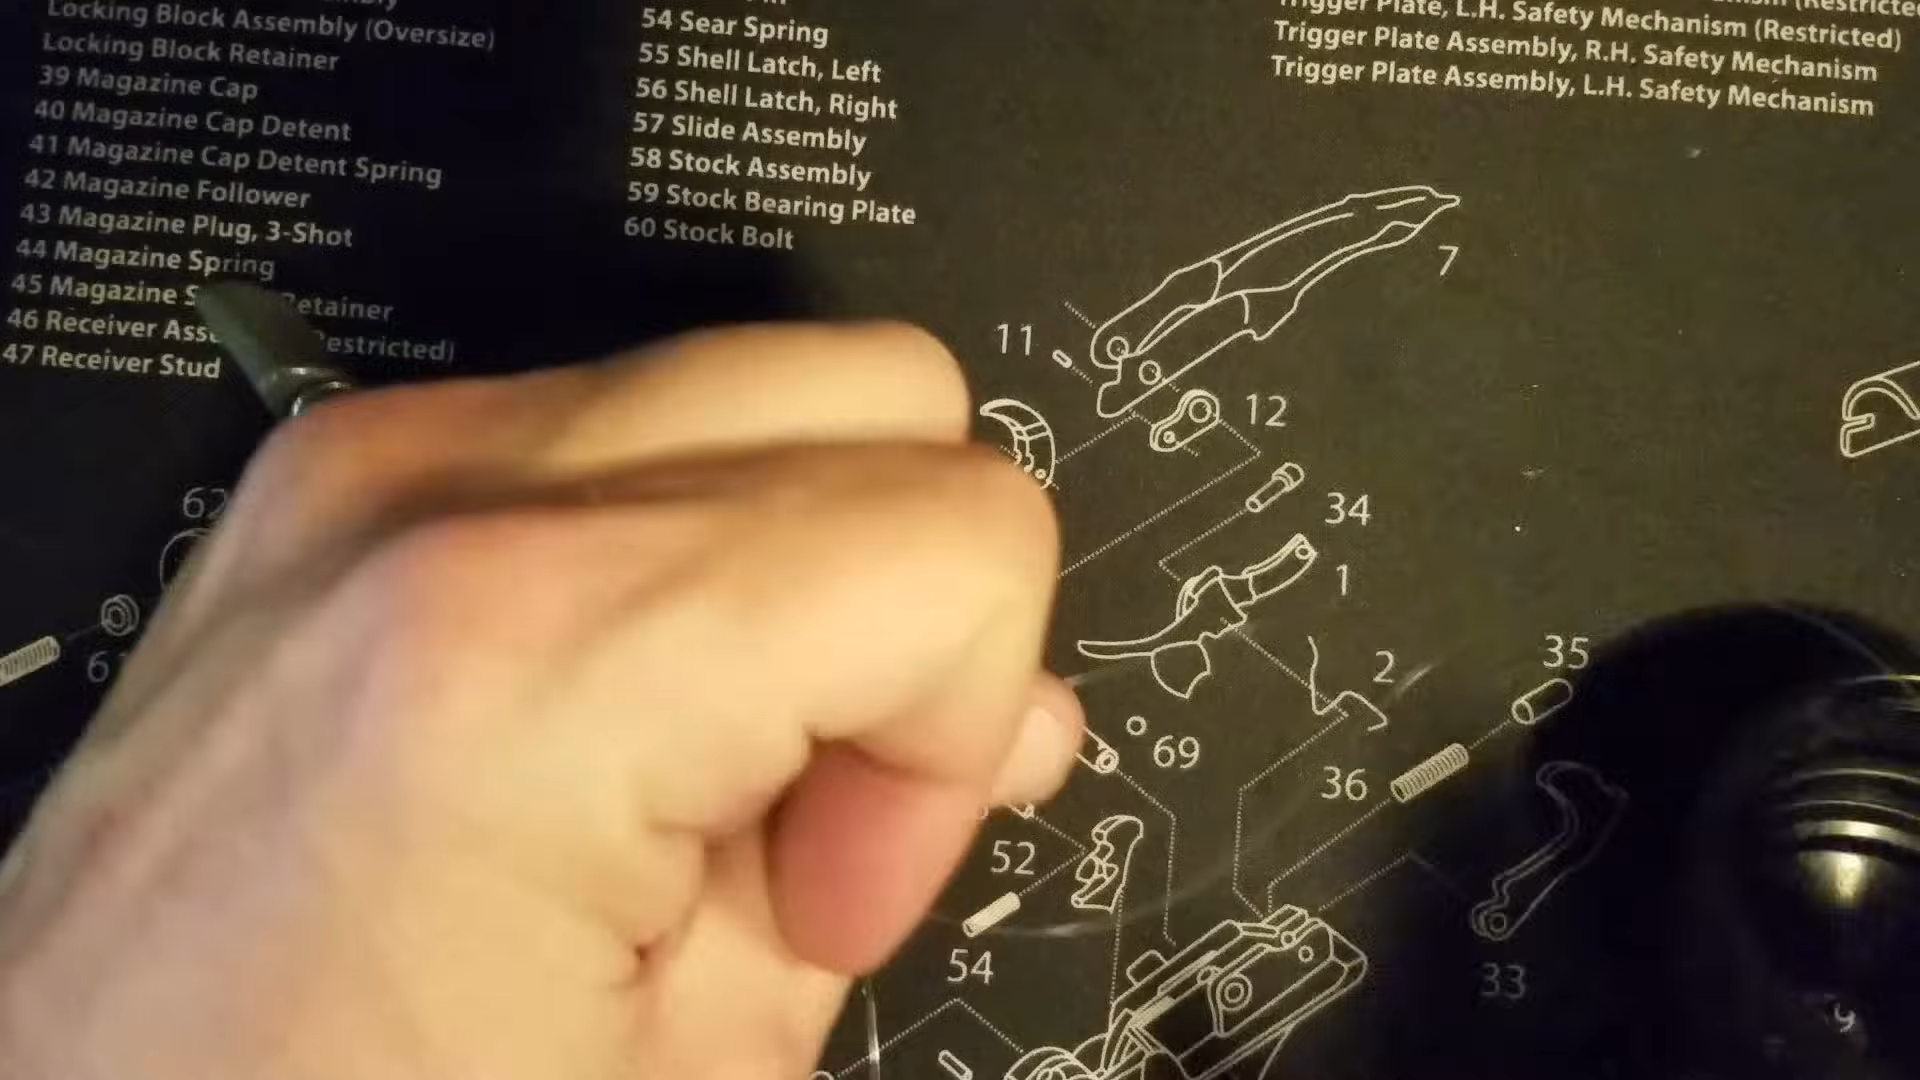 Locking Block Assembly (Oversize)
Locking Block Retainer
39 Magazine Cap
40 Magazine Cap Detent
41 Magazine Cap Detent Spring
42 Magazine Follower
43 Magazine Plug, 3-Shot
44 Magazine Spring
45 Magazine Retainer
46 Receiver Restricted)
47 Receiver Stud
54 Sear Spring
55 Shell Latch, Left
56 Shell Latch, Right
57 Slide Assembly
58 Stock Assembly
59 Stock Bearing Plate
60 Stock Bolt
Trigger Plate, L.H. Safety Mechanism (Restricted)
Trigger Plate Assembly, R.H. Safety Mechanism
Trigger Plate Assembly, L.H. Safety Mechanism
7
11
12
34
1
2
35
69
36
52
54
33
62